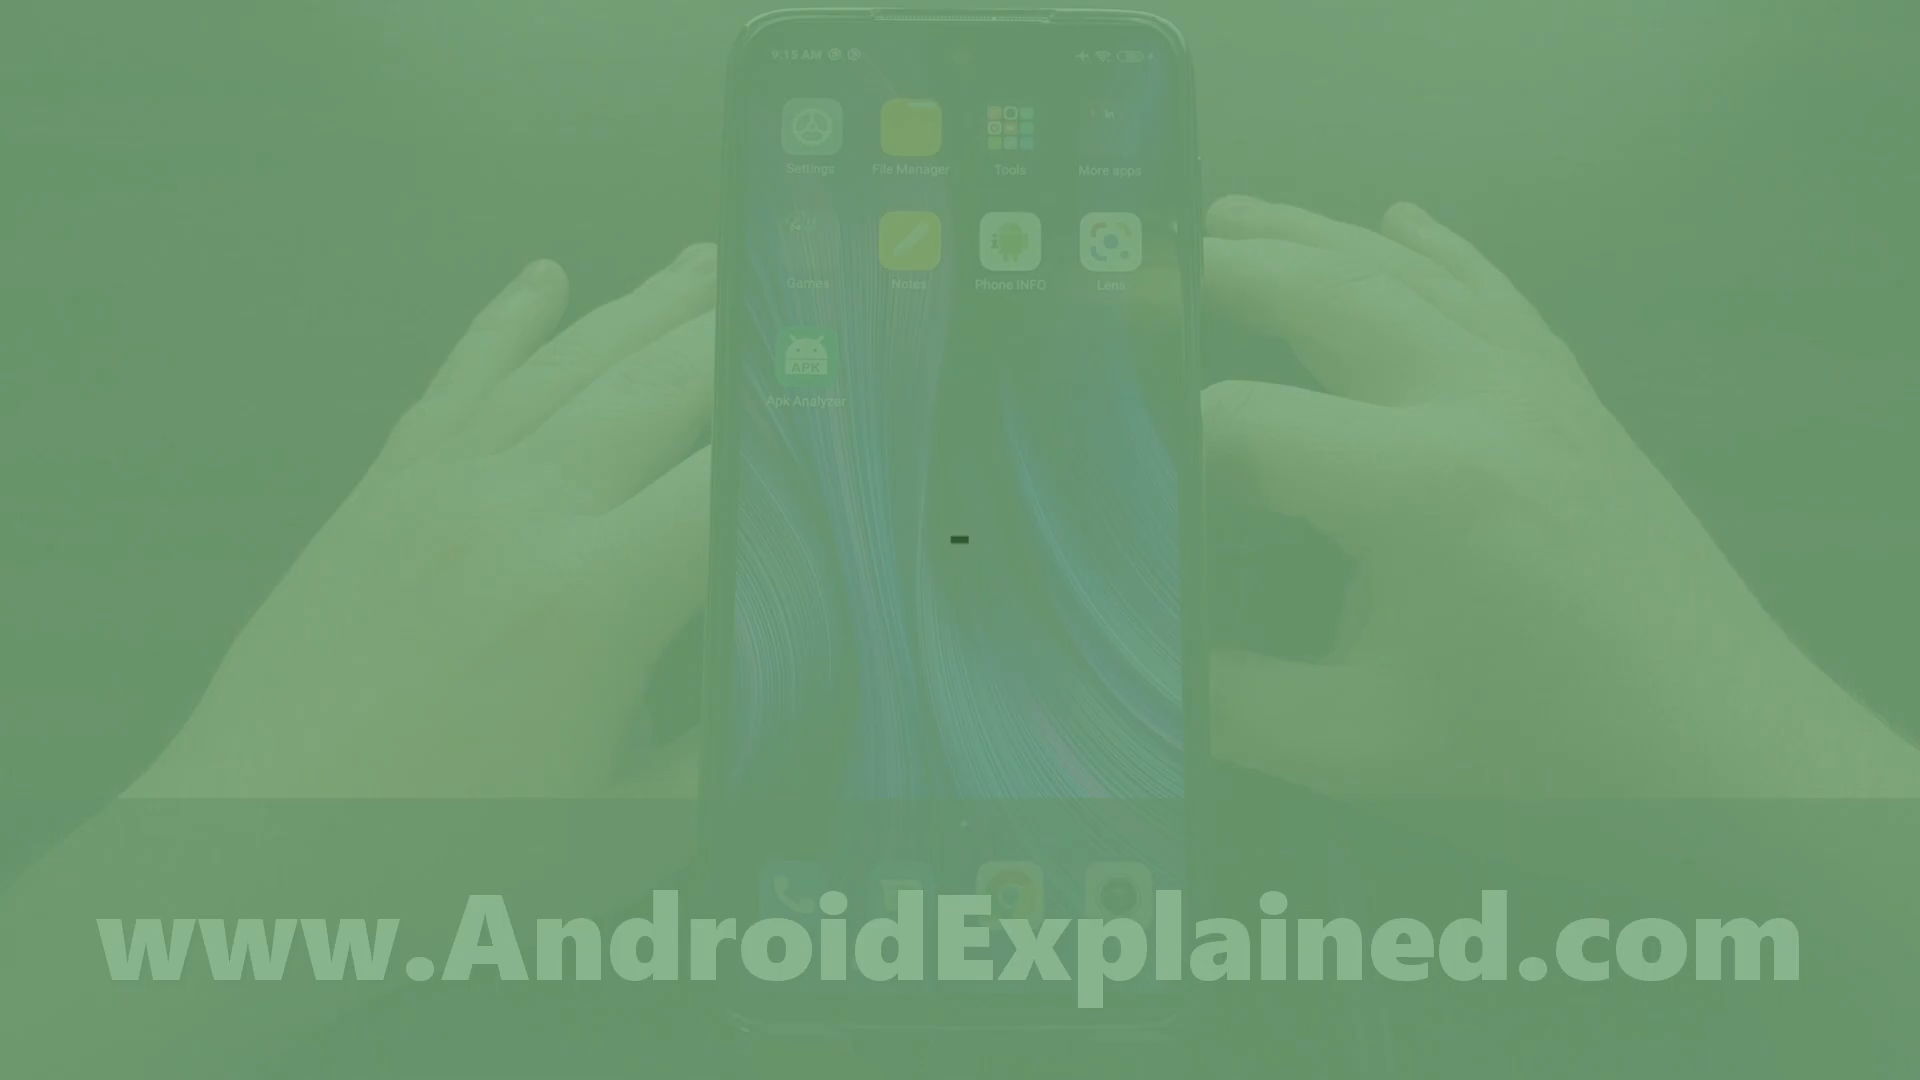 9:15 AM
Settings
File Manager
Tools
More apps
Games
Notes
Phone INFO
Lens
APK
Apk Analyzer
www.AndroidExplained.com